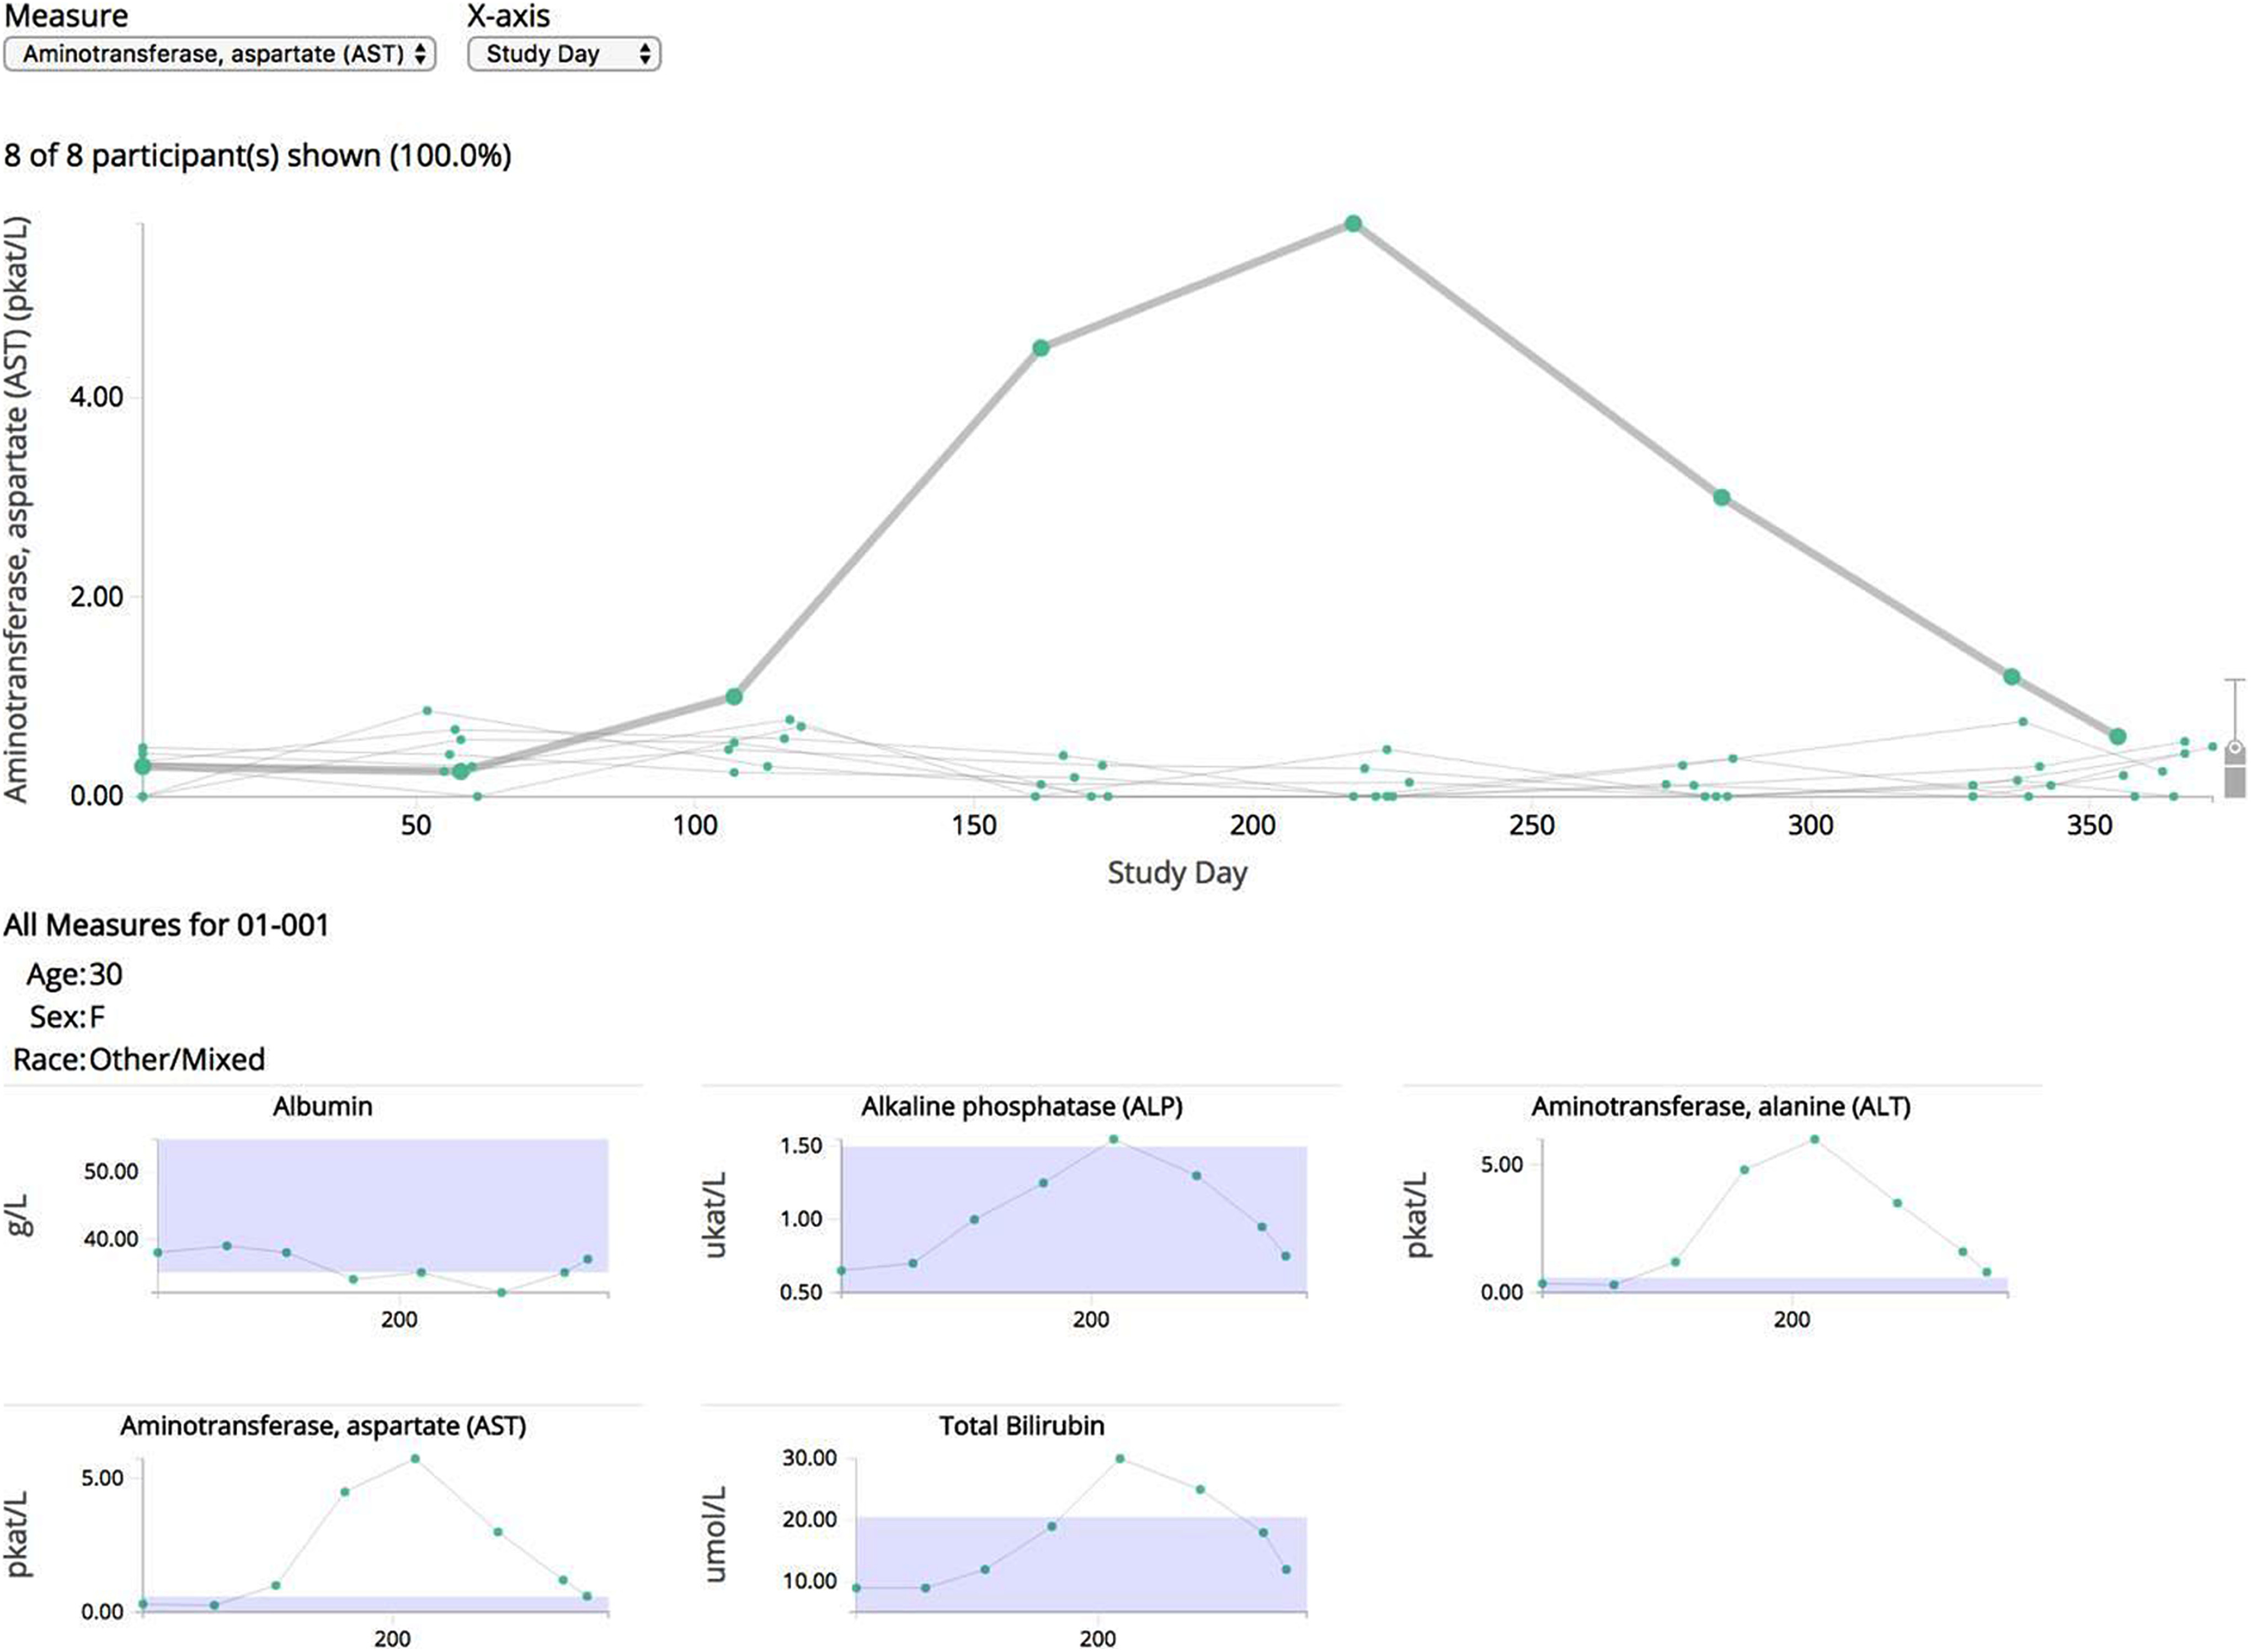 Measure X-axis
Aminotransferase, aspartate (AST) Study Day
8 of 8 participant(s) shown (100.0%)
Aminotransferase, aspartate (AST) (pkat/L)
4.00
2.00
0.00
50 100 150 200 250 300 350
Study Day
All Measures for 01-001
Age: 30
Sex: F
Race: Other/Mixed
Albumin
g/L
50.00
40.00
200
Alkaline phosphatase (ALP)
ukat/L
1.50
1.00
0.50
200
Aminotransferase, alanine (ALT)
pkat/L
5.00
0.00
200
Aminotransferase, aspartate (AST)
pkat/L
5.00
0.00
200
Total Bilirubin
umol/L
30.00
20.00
10.00
200